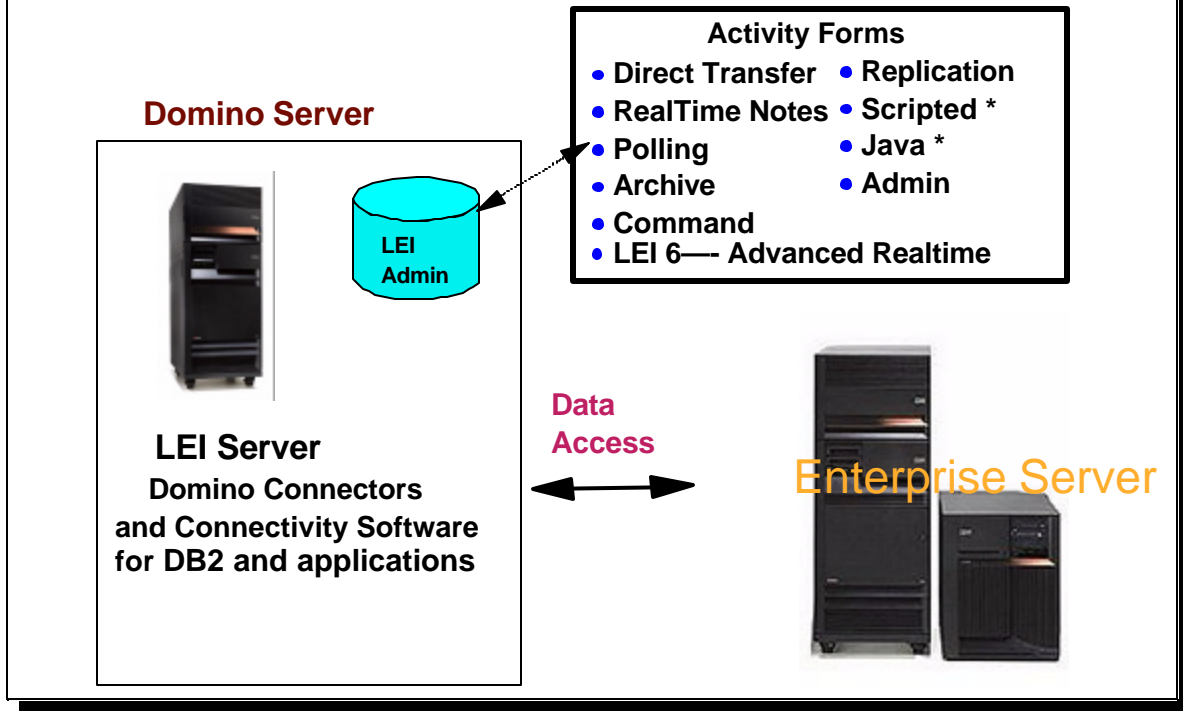 Activity Forms
• Direct Transfer • Replication
• RealTime Notes • Scripted *
• Polling • Java *
• Archive • Admin
• Command
• LEI 6—- Advanced Realtime
Domino Server
LEI
Admin
LEI Server
Domino Connectors
and Connectivity Software
for DB2 and applications
Data
Access
Enterprise Server